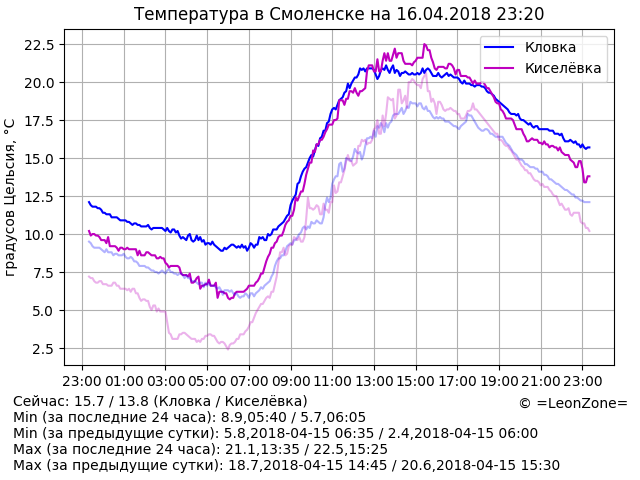 Температура в Смоленске на 16.04.2018 23:20
Кловка
Киселёвка
градусов Цельсия, °C
22.5
20.0
17.5
15.0
12.5
10.0
7.5
5.0
2.5
23:00 01:00 03:00 05:00 07:00 09:00 11:00 13:00 15:00 17:00 19:00 21:00 23:00
Сейчас: 15.7 / 13.8 (Кловка / Киселёвка)
© =LeonZone=
Min (за последние 24 часа): 8.9,05:40 / 5.7,06:05
Min (за предыдущие сутки): 5.8,2018-04-15 06:35 / 2.4,2018-04-15 06:00
Max (за последние 24 часа): 21.1,13:35 / 22.5,15:25
Max (за предыдущие сутки): 18.7,2018-04-15 14:45 / 20.6,2018-04-15 15:30